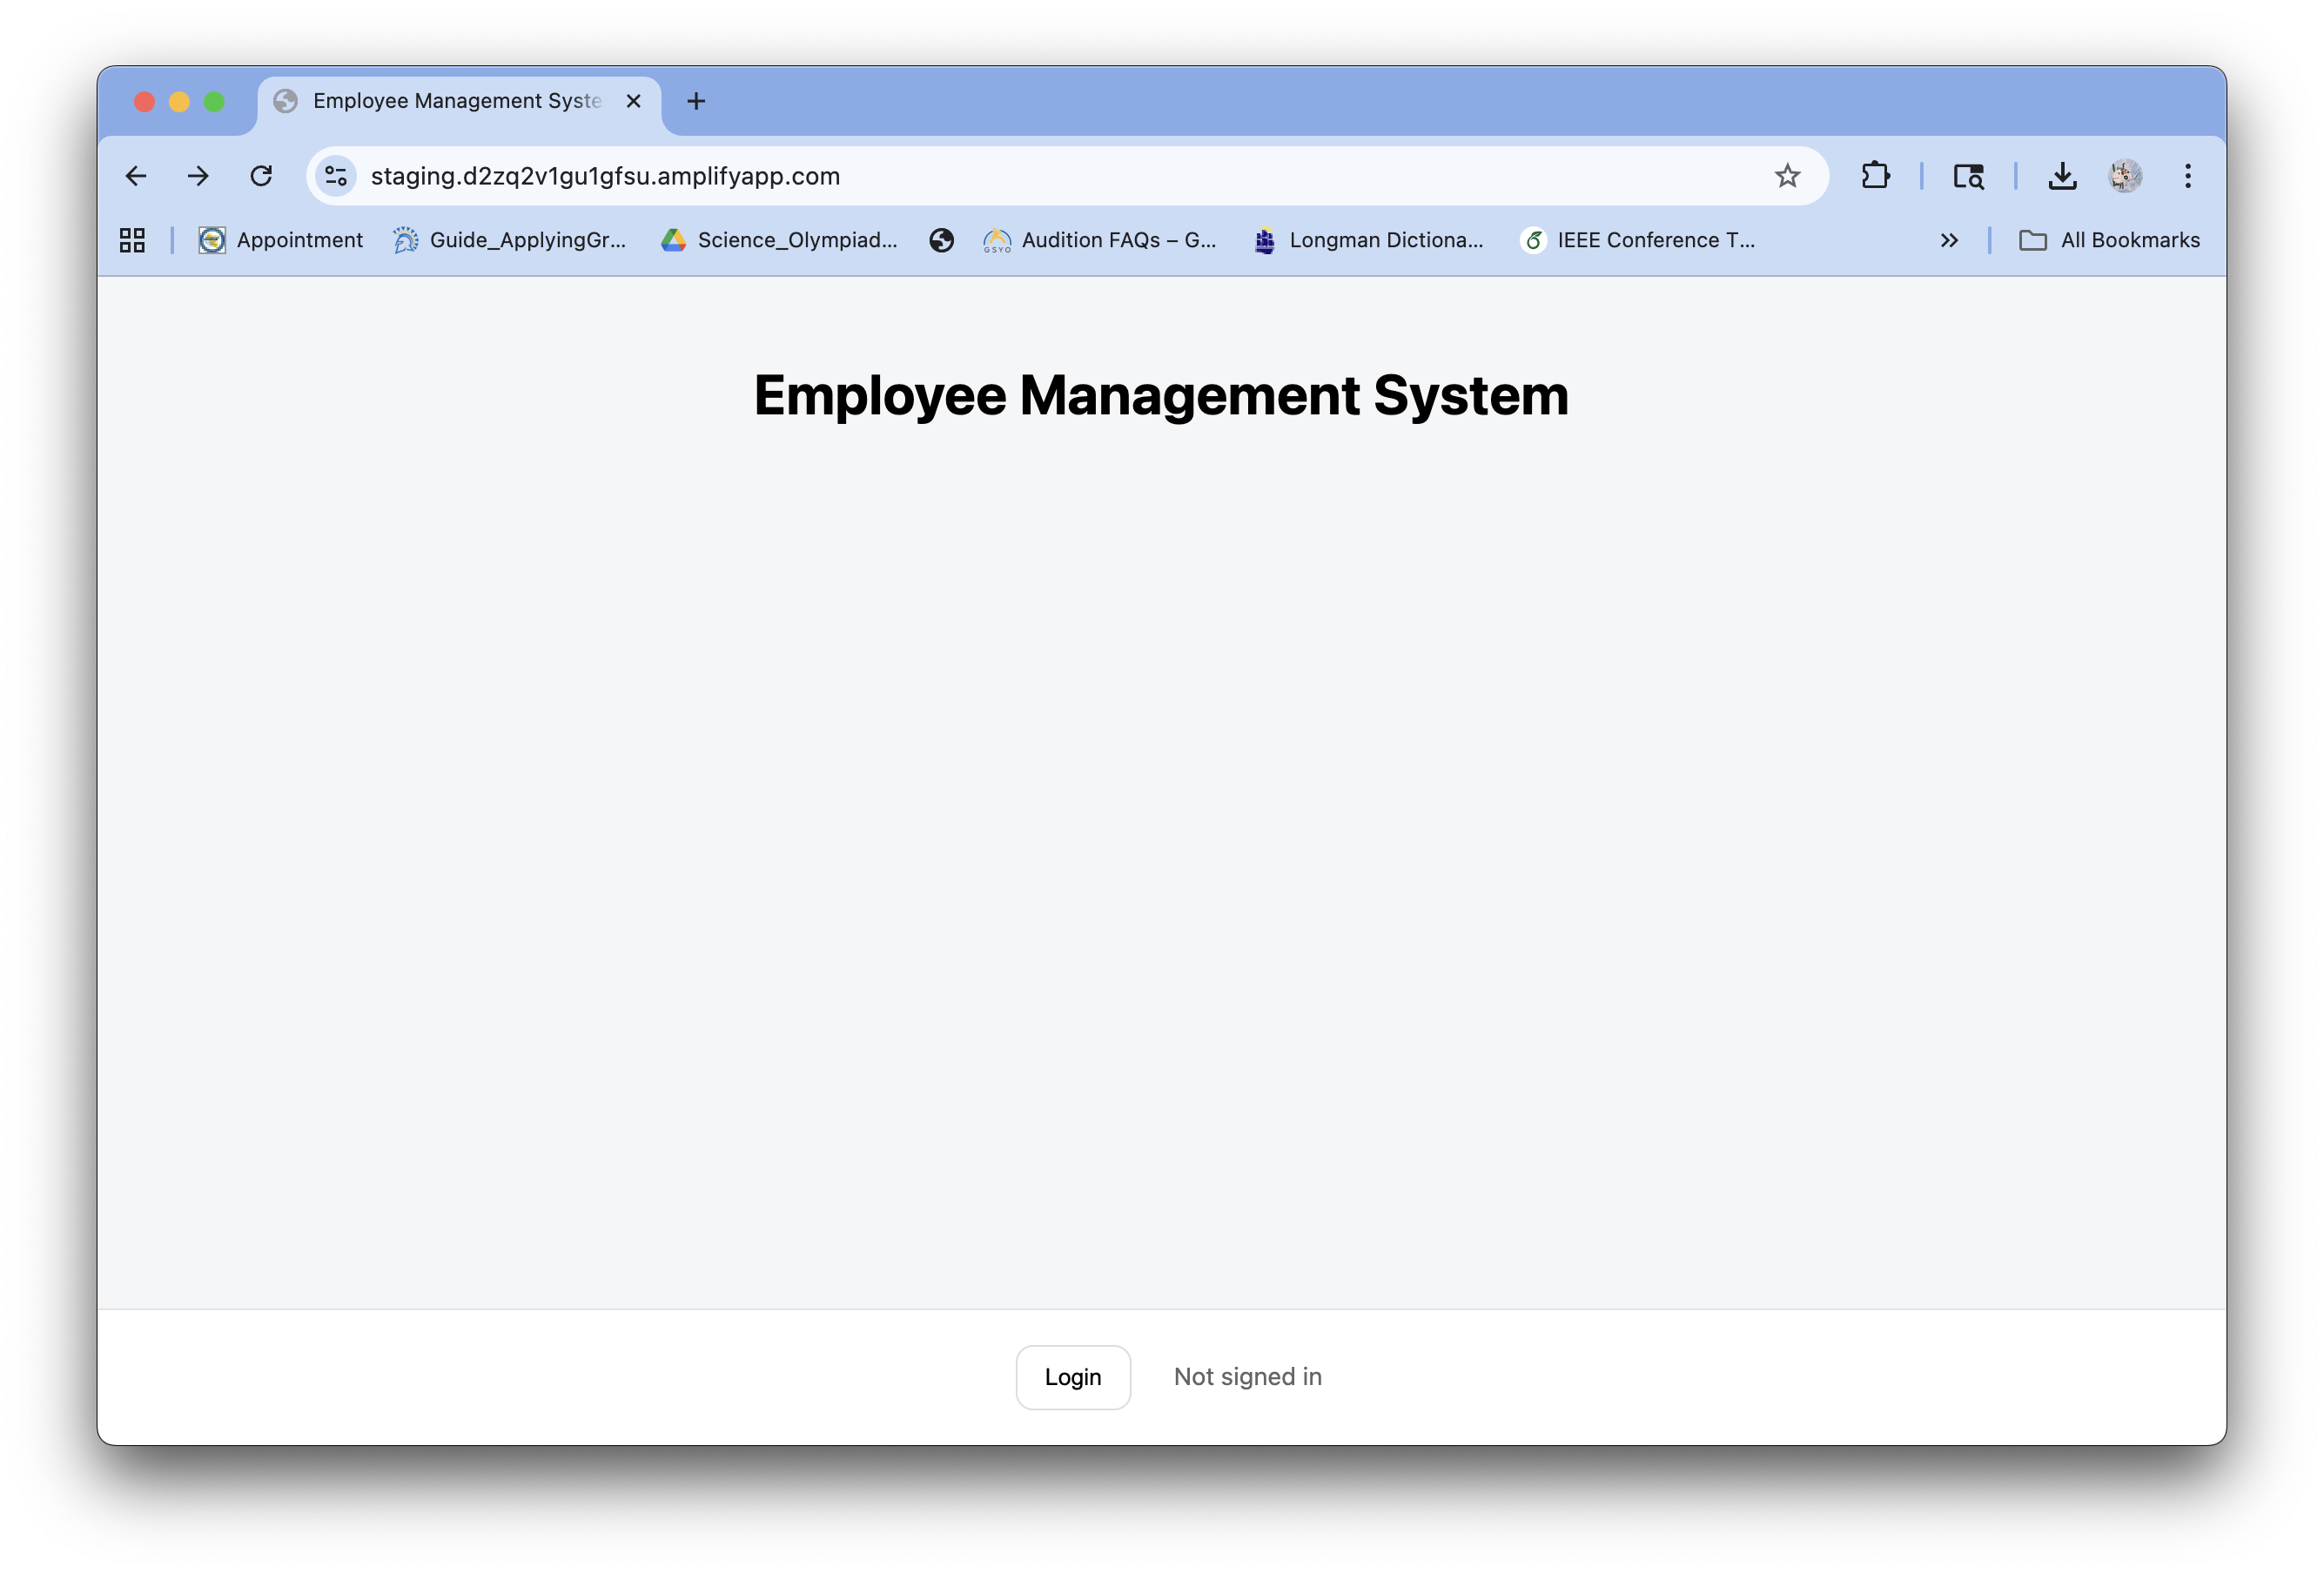 Employee Management Syste
staging.d2zq2v1gu1gfsu.amplifyapp.com
Appointment Guide_ApplyingGr... Science_Olympiad... GSYO Audition FAQs – G... Longman Dictiona... IEEE Conference T... All Bookmarks
Employee Management System
Login Not signed in